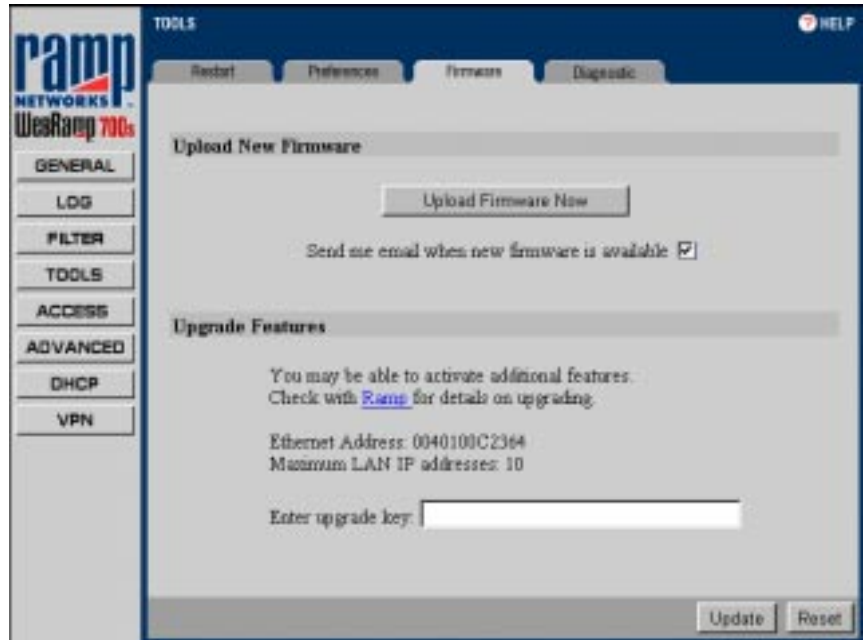 TOOLS
? HELP
ramp
NETWORKS
WebRamp 700s
Restart
Preferences
Firmware
Diagnostic
GENERAL
LOG
FILTER
TOOLS
ACCESS
ADVANCED
DHCP
VPN
Upload New Firmware
Upload Firmware Now
Send me email when new firmware is available
Upgrade Features
You may be able to activate additional features.
Check with Ramp for details on upgrading.
Ethernet Address: 0040100C2364
Maximum LAN IP addresses: 10
Enter upgrade key:
Update
Reset